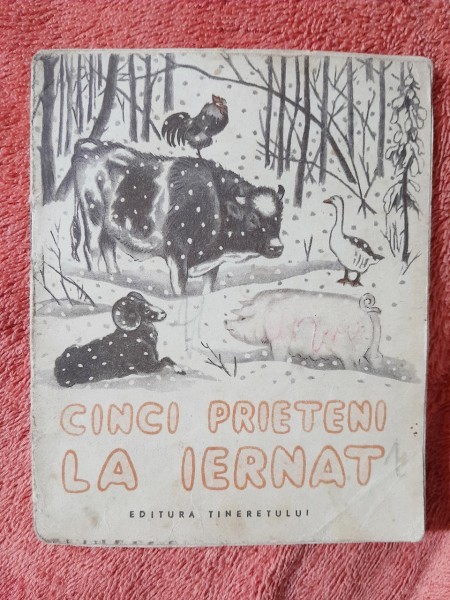 CINCI PRIETENI
LA IERNAT
EDITURA TINERETULUI